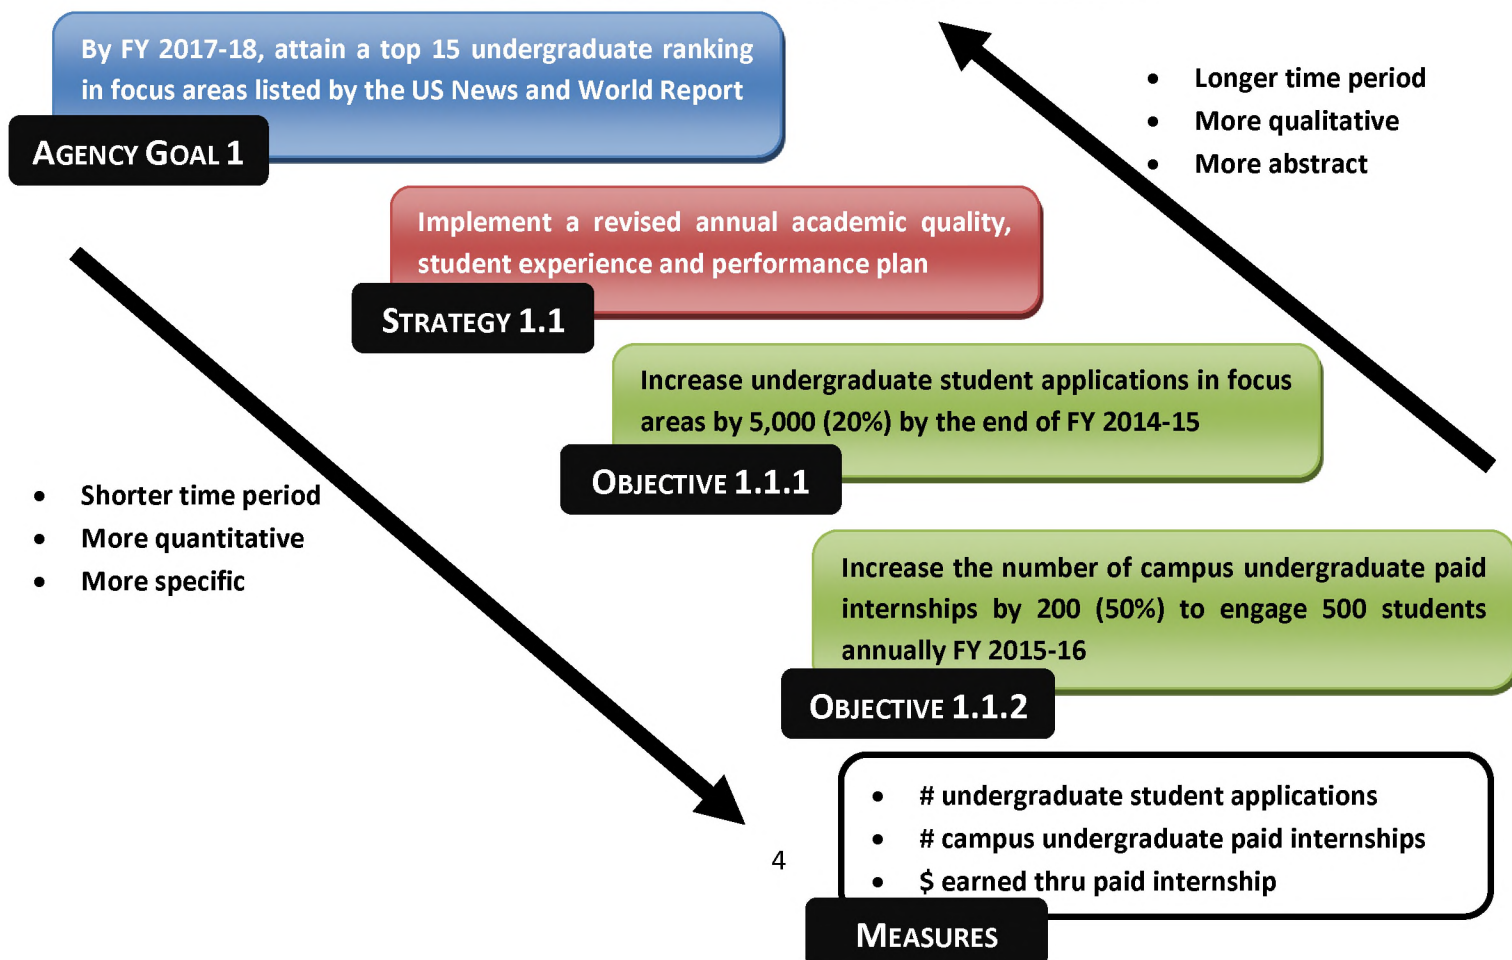 By FY 2017-18, attain a top 15 undergraduate ranking
in focus areas listed by the US News and World Report
AGENCY GOAL 1
• Longer time period
• More qualitative
• More abstract
Implement a revised annual academic quality,
student experience and performance plan
STRATEGY 1.1
Increase undergraduate student applications in focus
areas by 5,000 (20%) by the end of FY 2014-15
OBJECTIVE 1.1.1
• Shorter time period
• More quantitative
• More specific
Increase the number of campus undergraduate paid
internships by 200 (50%) to engage 500 students
annually FY 2015-16
OBJECTIVE 1.1.2
• # undergraduate student applications
• # campus undergraduate paid internships
• $ earned thru paid internship
4
MEASURES